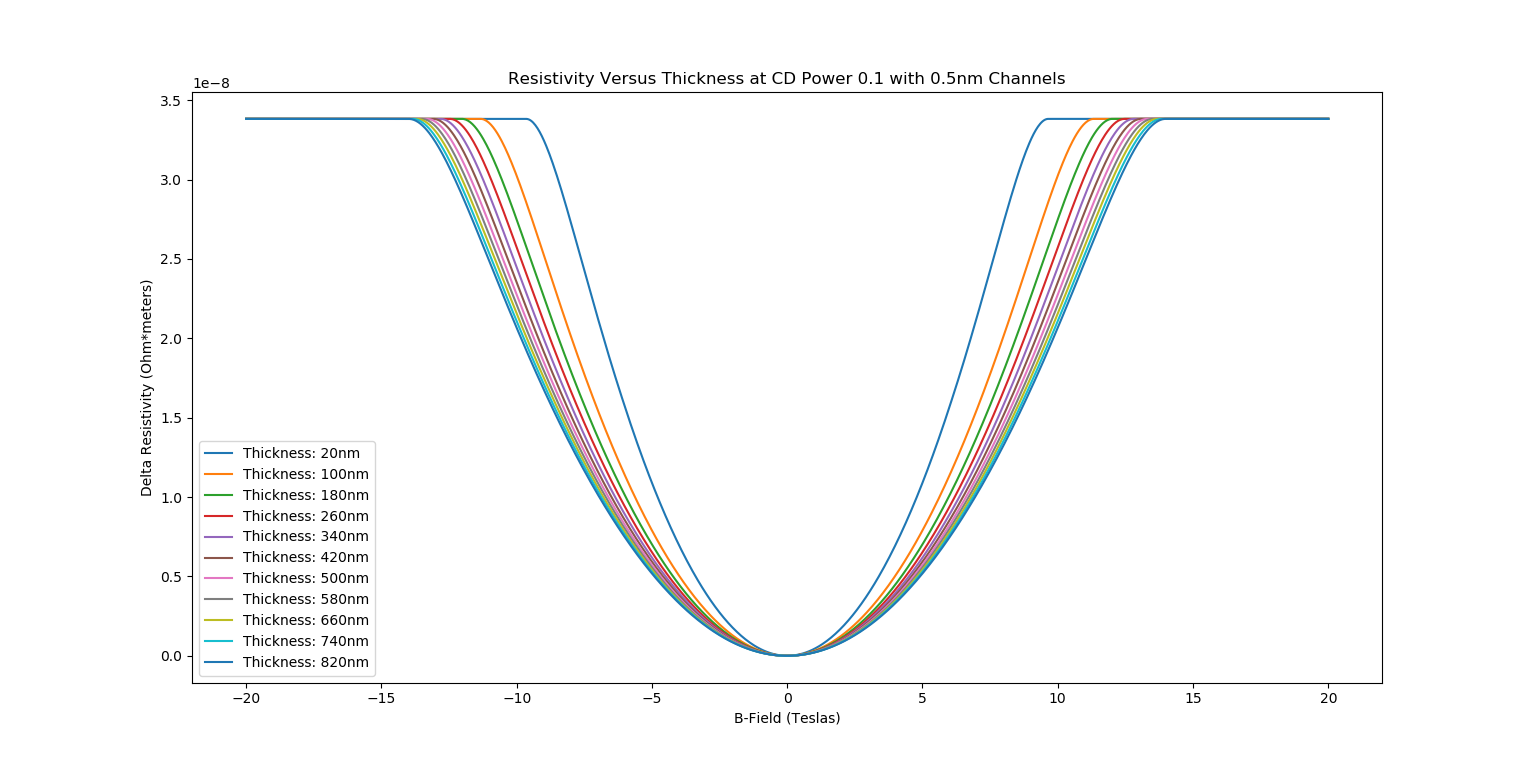 Resistivity Versus Thickness at CD Power 0.1 with 0.5nm Channels
1e−8
3.5
3.0
2.5
2.0
1.5
1.0
0.5
0.0
Delta Resistivity (Ohm*meters)
Thickness: 20nm
Thickness: 100nm
Thickness: 180nm
Thickness: 260nm
Thickness: 340nm
Thickness: 420nm
Thickness: 500nm
Thickness: 580nm
Thickness: 660nm
Thickness: 740nm
Thickness: 820nm
−20 −15 −10 −5 0 5 10 15 20
B-Field (Teslas)